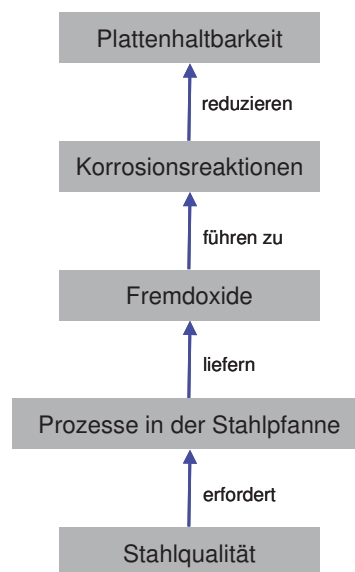 Plattenhaltbarkeit
reduzieren
Korrosionsreaktionen
führen zu
Fremdoxide
liefern
Prozesse in der Stahlpfanne
erfordert
Stahlqualität